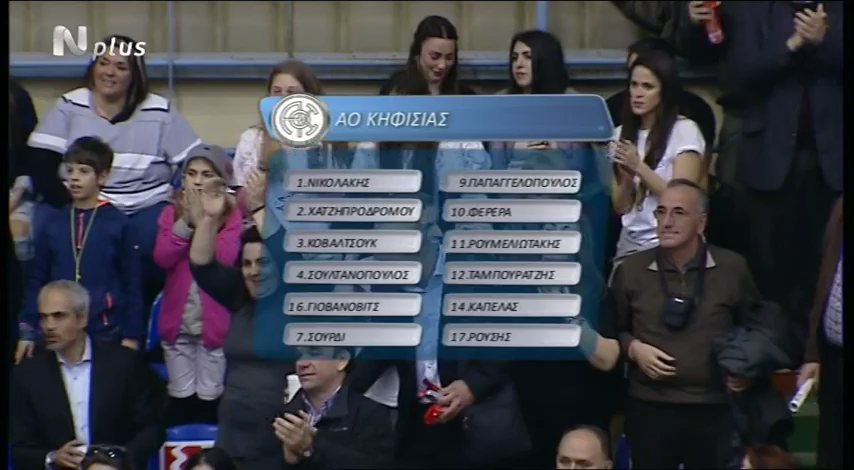 N plus
ΑΟ ΚΗΦΙΣΙΑΣ
1.ΝΙΚΟΛΑΚΗΣ
2.ΧΑΤΖΗΠΡΟΔΡΟΜΟΥ
3.ΚΟΒΑΛΤΣΟΥΚ
4.ΣΟΥΛΤΑΝΟΠΟΥΛΟΣ
16.ΓΙΟΒΑΝΟΒΙΤΣ
7.ΣΟΥΡΔΙ
9.ΠΑΠΑΓΓΕΛΟΠΟΥΛΟΣ
10.ΦΕΡΕΡΑ
11.ΡΟΥΜΕΛΙΩΤΑΚΗΣ
12.ΤΑΜΠΟΥΡΑΤΖΗΣ
14.ΚΑΠΕΛΑΣ
17.ΡΟΥΣΗΣ